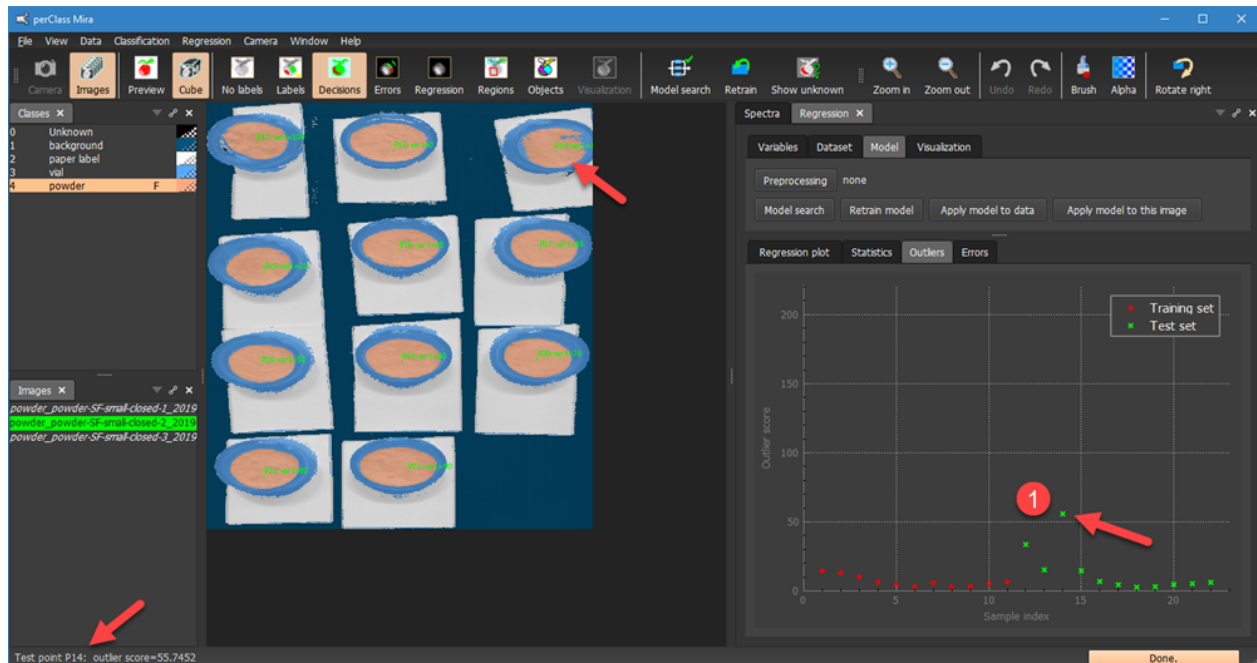 perClass Mira
File View Data Classification Regression Camera Window Help
Camera Images Preview Cube No labels Labels Decisions Errors Regression Regions Objects Visualization Model search Retrain Show unknown Zoom in Zoom out Undo Redo Brush Alpha Rotate right
Classes
0 Unknown
1 background
2 paper label
3 vial
4 powder F
Images
powder_powder-SF-small-closed-1_2019
powder_powder-SF-small-closed-2_2019
powder_powder-SF-small-closed-3_2019
Spectra Regression
Variables Dataset Model Visualization
Preprocessing none
Model search Retrain model Apply model to data Apply model to this image
Regression plot Statistics Outliers Errors
Training set
Test set
200
150
100
50
0
Outlier score
1
0 5 10 15 20
Sample index
Test point P14: outlier score=55.7452
Done.